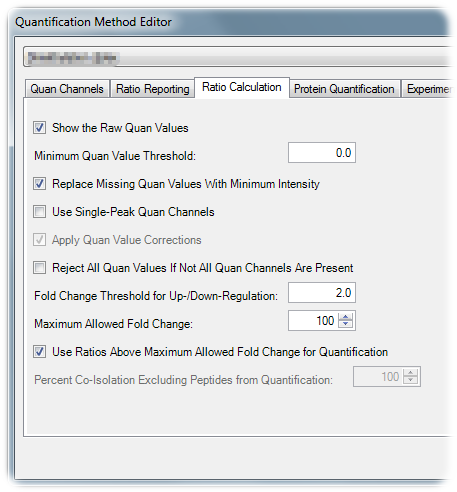 Quantification Method Editor
Quan Channels Ratio Reporting Ratio Calculation Protein Quantification Experime
Show the Raw Quan Values
Minimum Quan Value Threshold: 0.0
Replace Missing Quan Values With Minimum Intensity
Use Single-Peak Quan Channels
Apply Quan Value Corrections
Reject All Quan Values If Not All Quan Channels Are Present
Fold Change Threshold for Up-/Down-Regulation: 2.0
Maximum Allowed Fold Change: 100
Use Ratios Above Maximum Allowed Fold Change for Quantification
Percent Co-Isolation Excluding Peptides from Quantification: 100